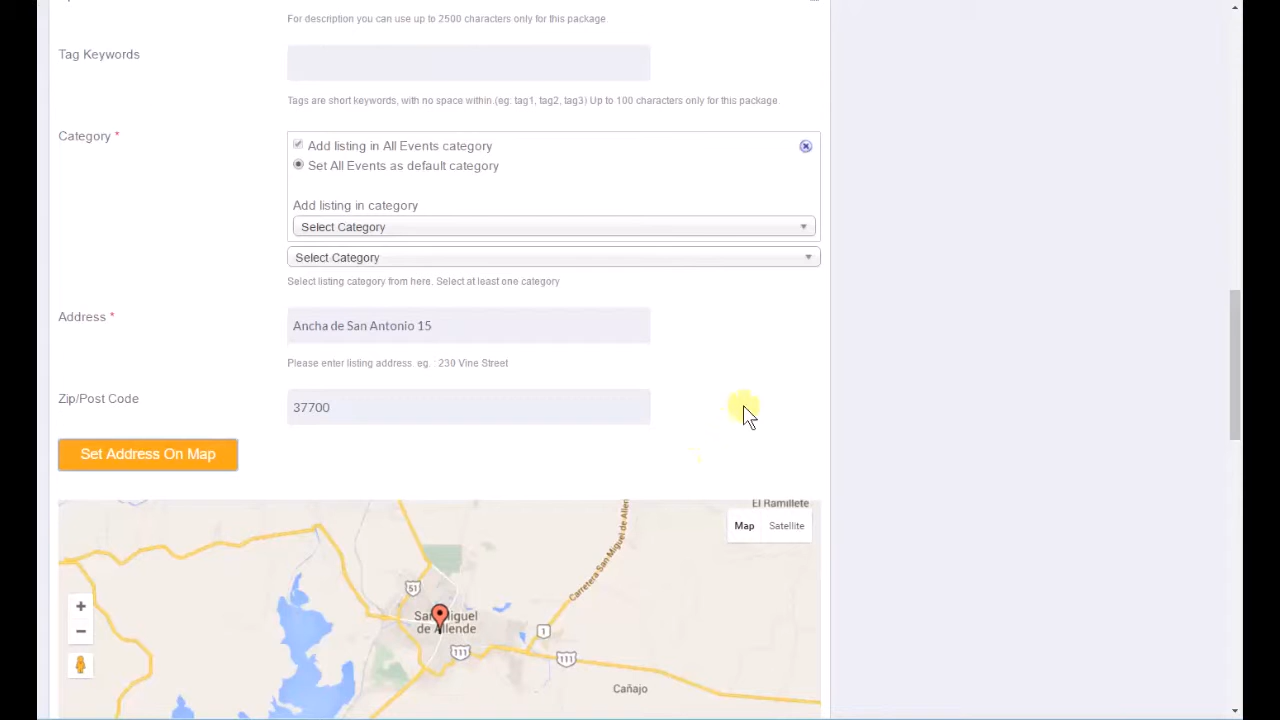 For description you can use up to 2500 characters only for this package.
Tag Keywords
Tags are short keywords, with no space within.(eg: tag1, tag2, tag3) Up to 100 characters only for this package.
Category *
Add listing in All Events category
Set All Events as default category
Add listing in category
Select Category
Select Category
Select listing category from here. Select at least one category
Address *
Ancha de San Antonio 15
Please enter listing address. eg. : 230 Vine Street
Zip/Post Code
37700
Set Address On Map
El Ramillete
Map
Satellite
Carretera San Miguel de Allen
51
San Miguel
de Allende
1
111
111
Cañajo